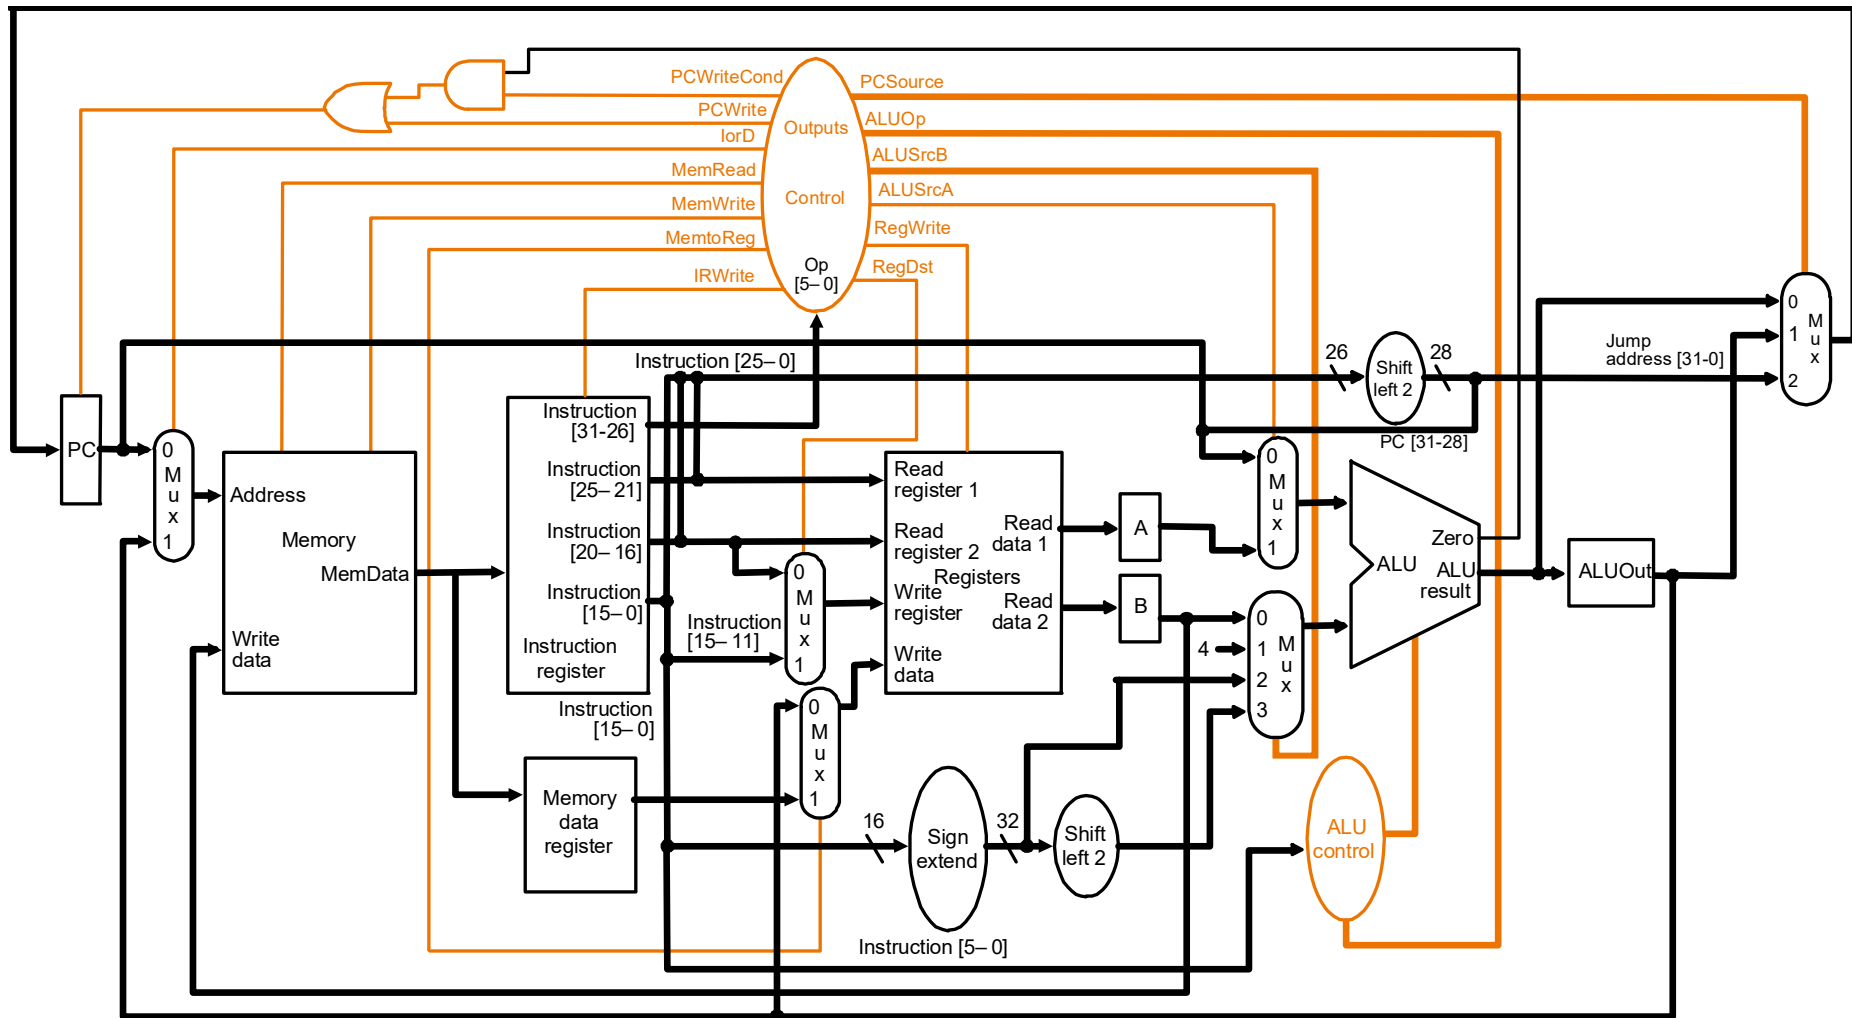 PCWriteCond
PCWrite
IorD
MemRead
MemWrite
MemtoReg
IRWrite
Outputs
Control
Op
[5–0]
PCSource
ALUOp
ALUSrcB
ALUSrcA
RegWrite
RegDst
Instruction [25–0]
26
Shift
left 2
28
Jump
address [31-0]
0
1
2
M
u
x
PC [31-28]
PC
0
M
u
x
1
Address
Memory
MemData
Write
data
Instruction
[31-26]
Instruction
[25–21]
Instruction
[20–16]
Instruction
[15–0]
Instruction
register
Instruction
[15–0]
Instruction
[15–11]
0
M
u
x
1
0
M
u
x
1
Memory
data
register
Read
register 1
Read
register 2
Registers
Write
register
Write
data
Read
data 1
Read
data 2
A
B
4
0
M
u
x
1
0
1
2
3
M
u
x
Zero
ALU
ALU
result
ALUOut
16
Sign
extend
32
Shift
left 2
ALU
control
Instruction [5–0]